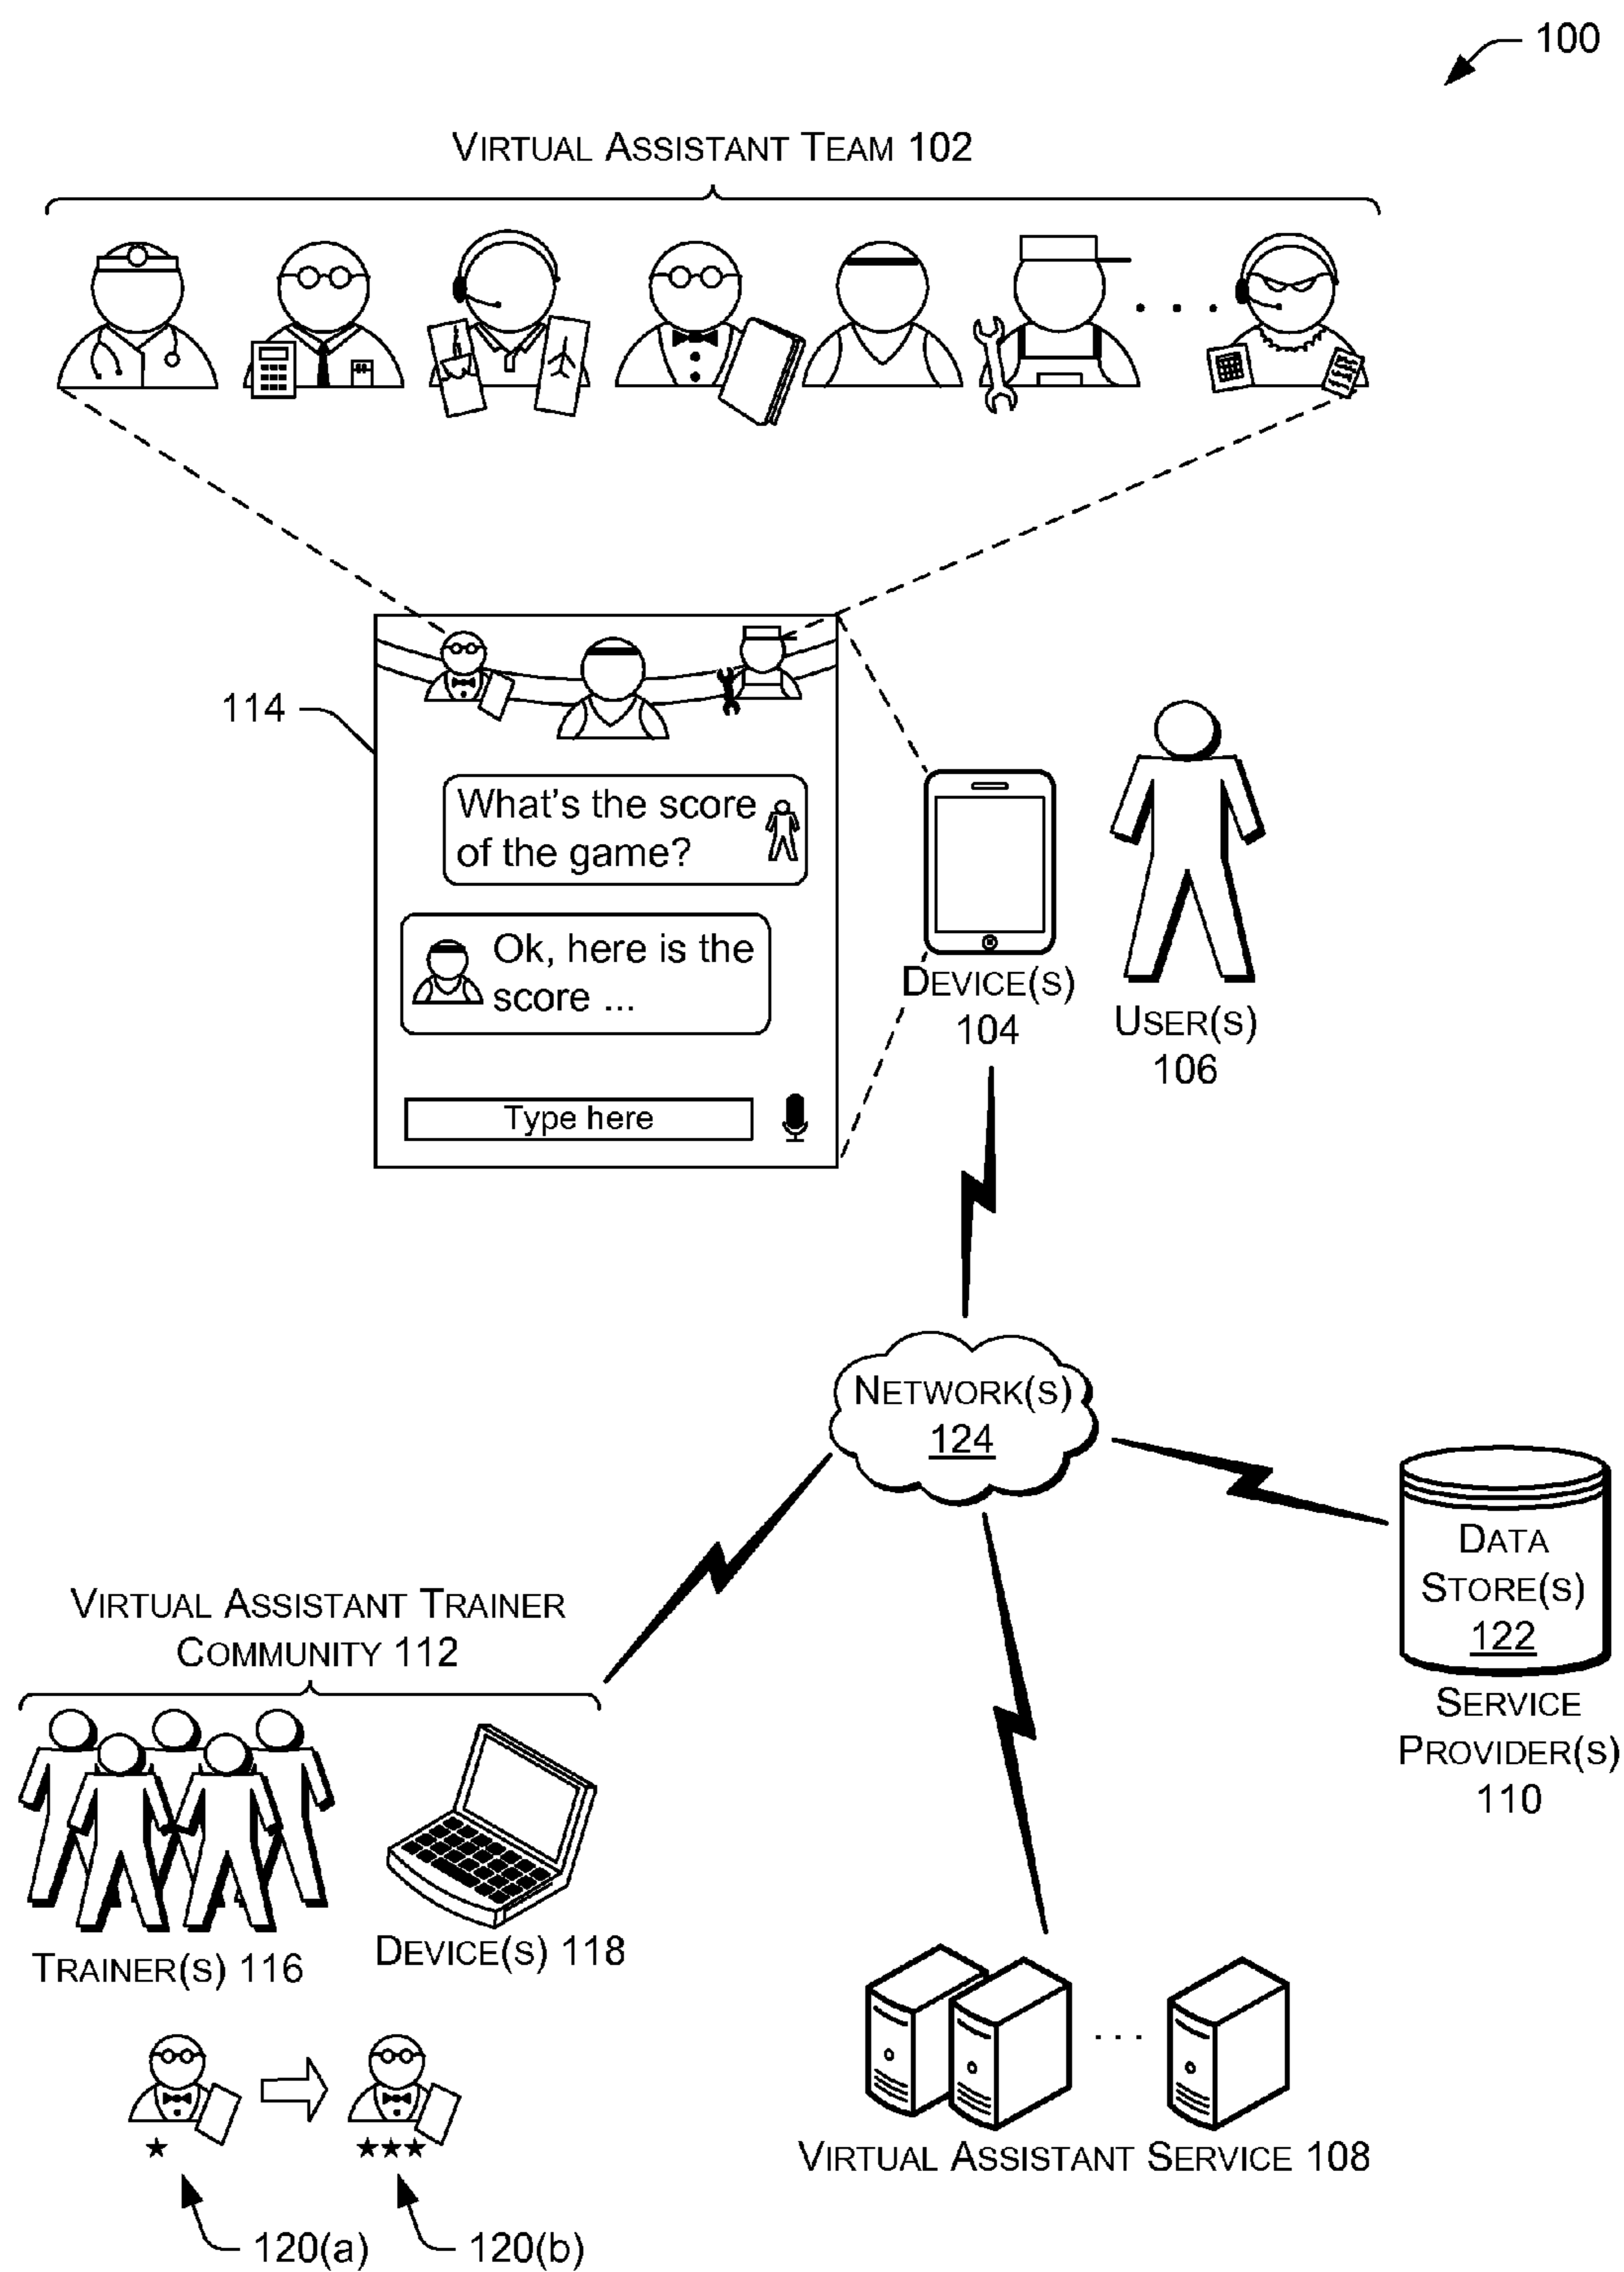 100
VIRTUAL ASSISTANT TEAM 102
114
What's the score
of the game?
Ok, here is the
score ...
Type here
DEVICE(S)
104
USER(S)
106
NETWORK(S)
124
DATA
STORE(S)
122
SERVICE
PROVIDER(S)
110
VIRTUAL ASSISTANT TRAINER
COMMUNITY 112
TRAINER(S) 116
DEVICE(S) 118
VIRTUAL ASSISTANT SERVICE 108
120(a)
120(b)